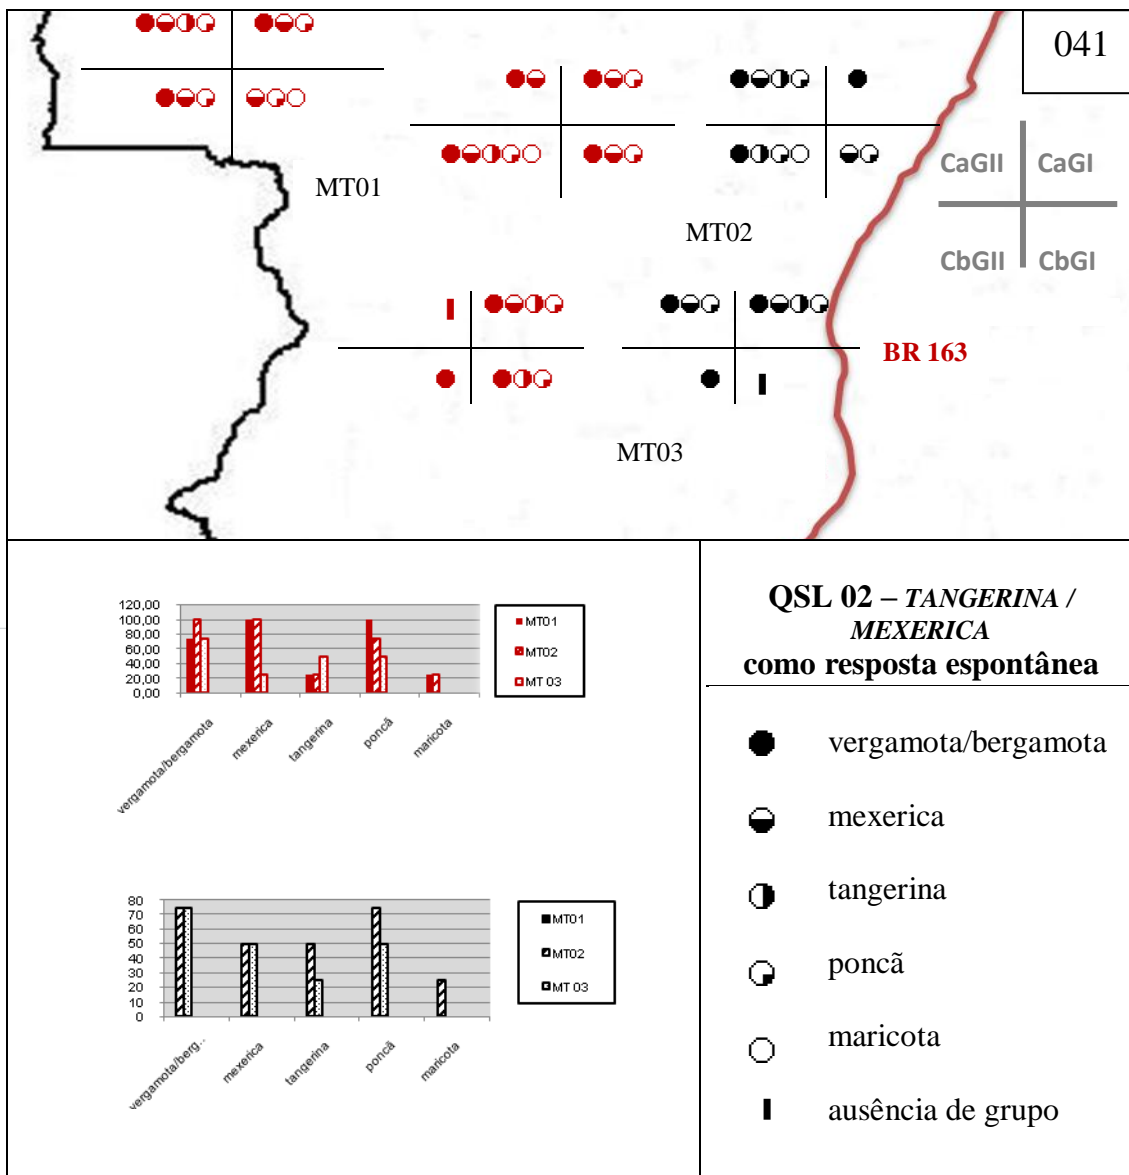 041
CaGII CaGI
CbGII CbGI
MT01
MT02
BR 163
MT03
120,00
100,00
80,00
60,00
40,00
20,00
0,00
vergamota/bergamota
mexerica
tangerina
poncã
maricota
MT01
MT02
MT 03
80
70
60
50
40
30
20
10
0
vergamota/berg...
mexerica
tangerina
poncã
maricota
MT01
MT02
MT 03
QSL 02 – TANGERINA /
MEXERICA
como resposta espontânea
vergamota/bergamota
mexerica
tangerina
poncã
maricota
ausência de grupo